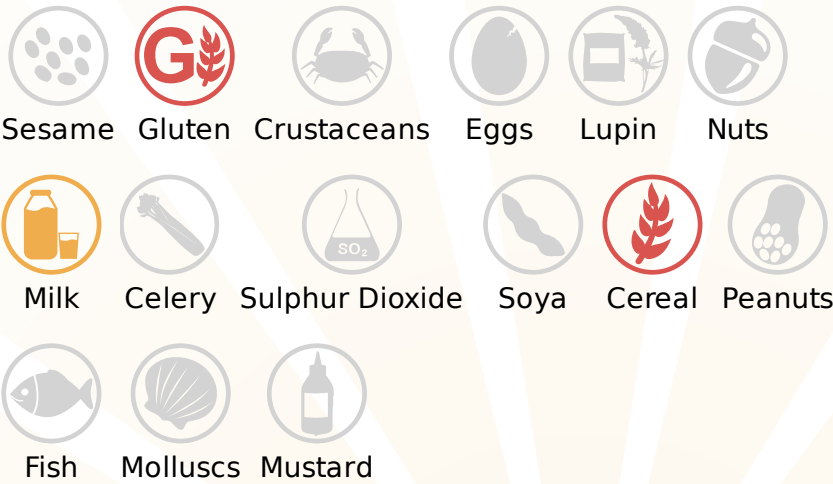 G
Sesame Gluten Crustaceans Eggs Lupin Nuts
SO₂
Milk Celery Sulphur Dioxide Soya Cereal Peanuts
Fish Molluscs Mustard